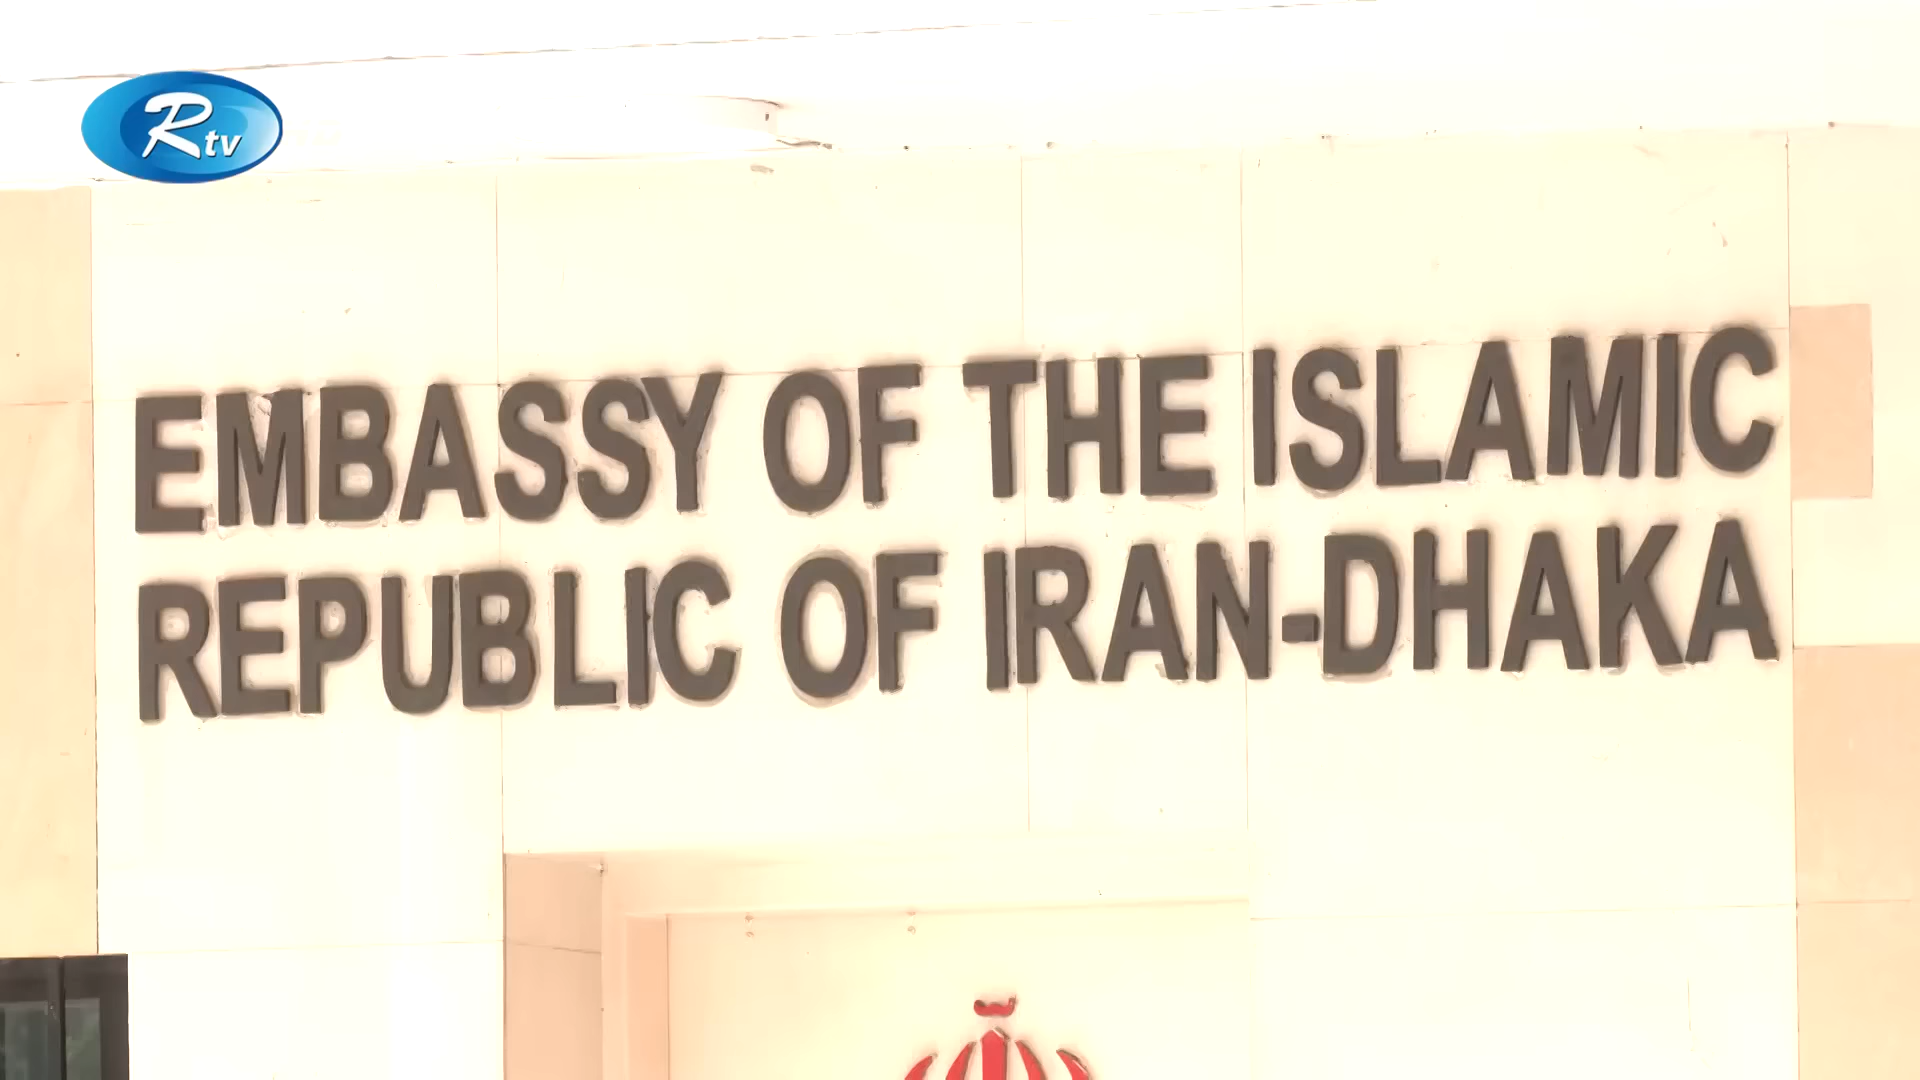 Rtv
EMBASSY OF THE ISLAMIC
REPUBLIC OF IRAN-DHAKA